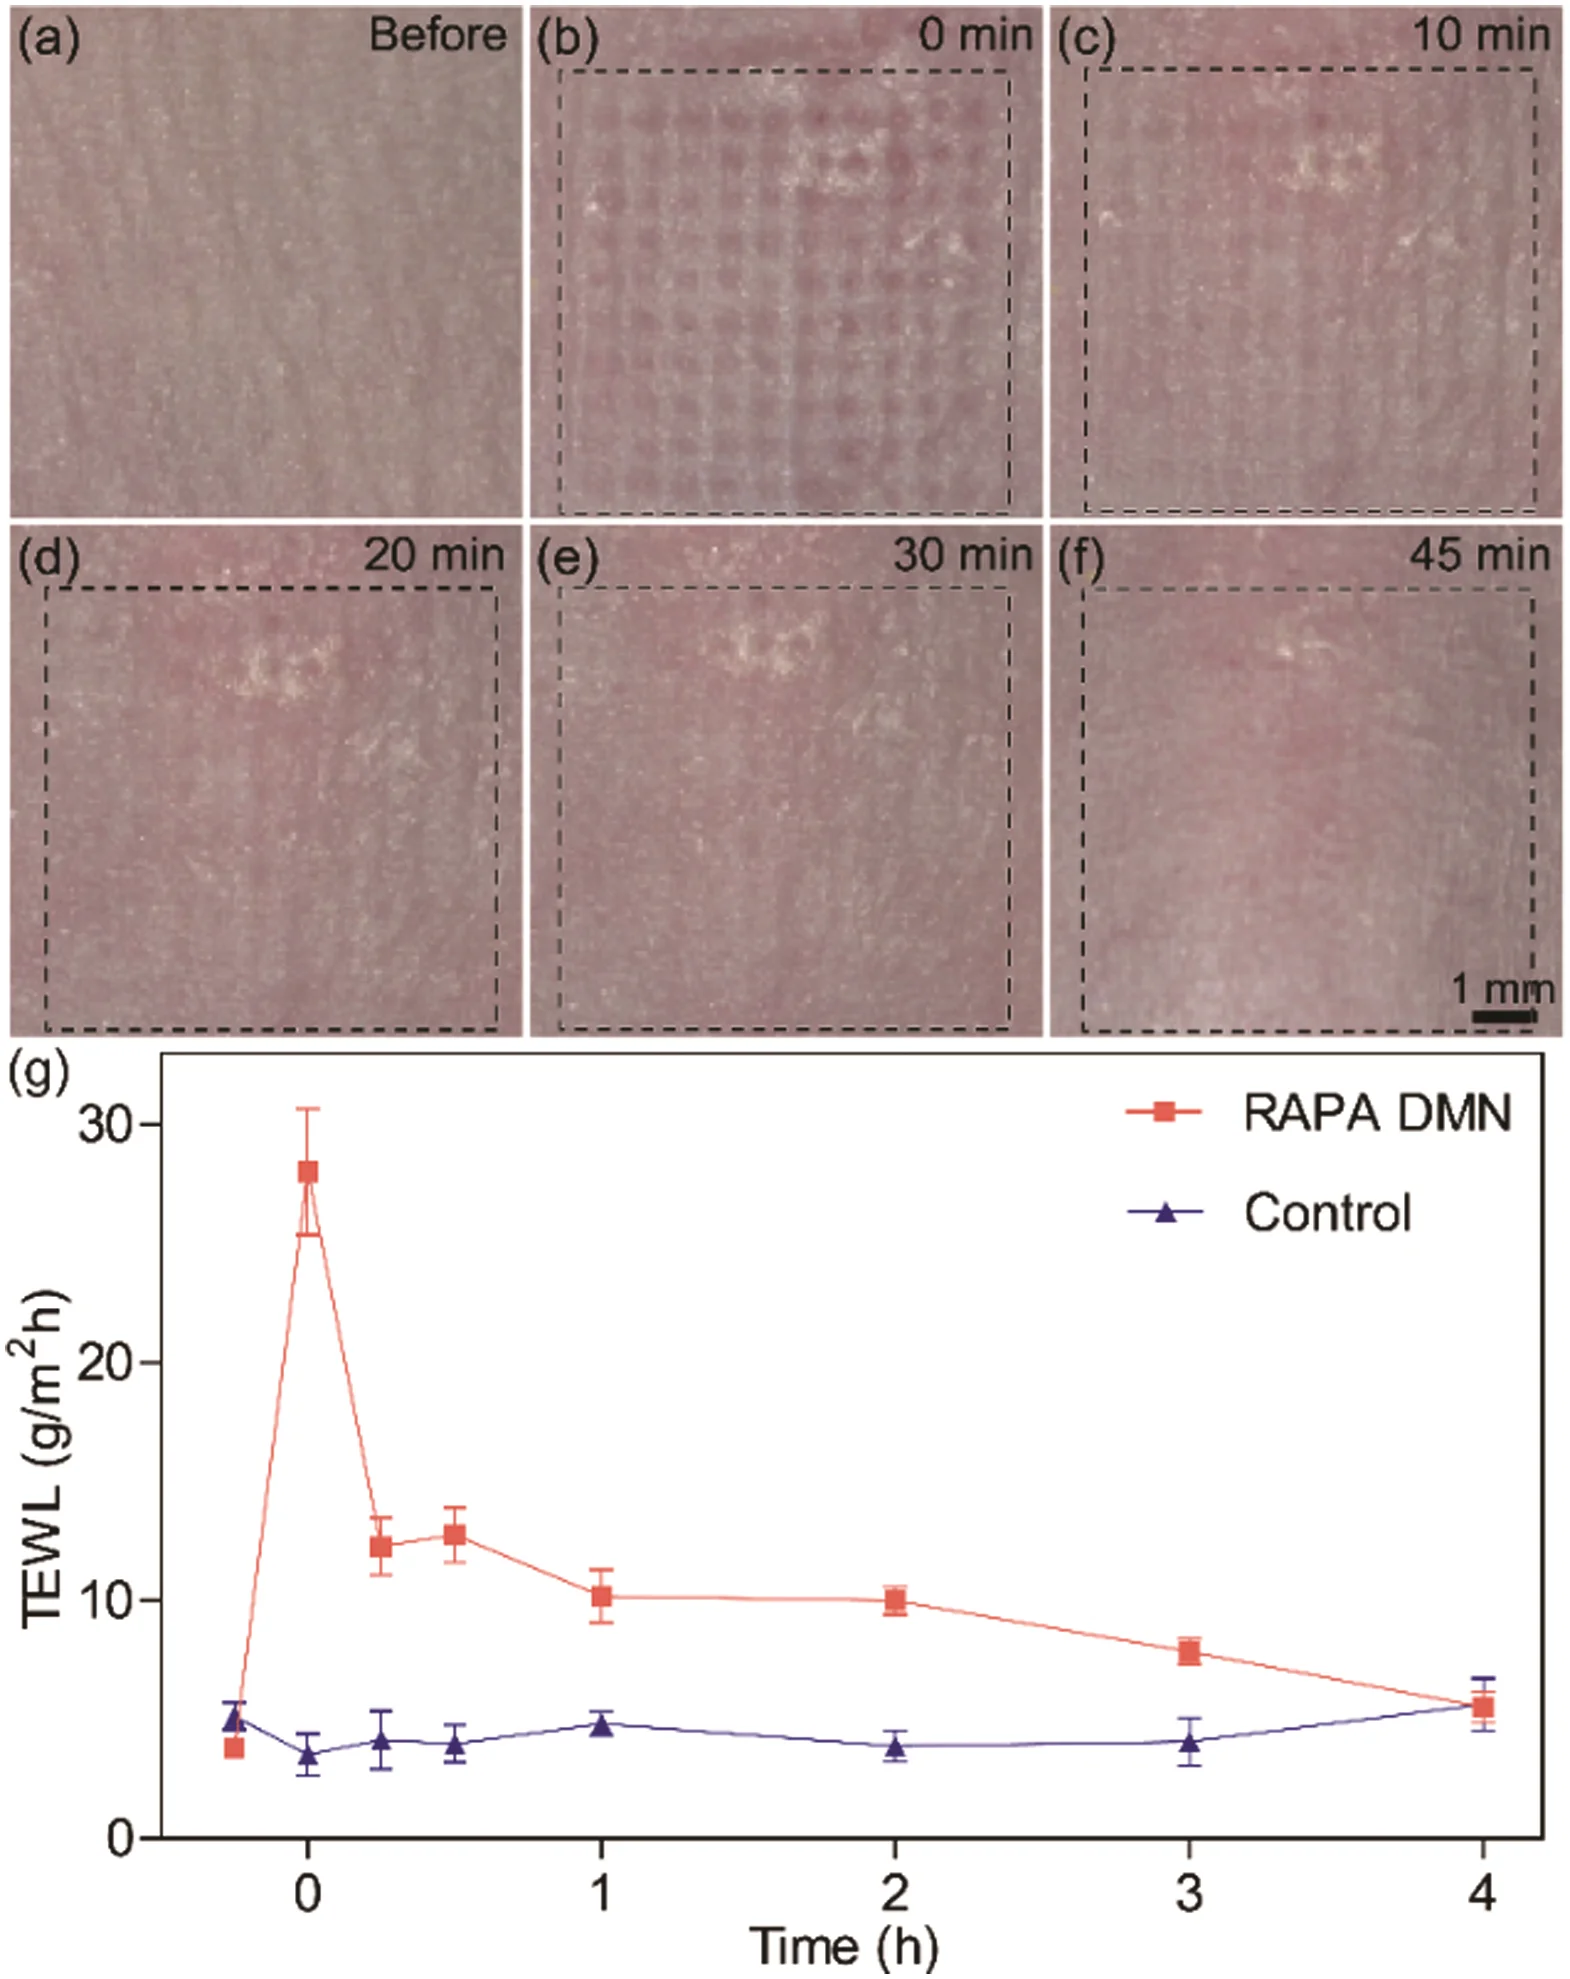 (a) Before
(b) 0 min
(c) 10 min
(d) 20 min
(e) 30 min
(f) 45 min
1 mm
(g)
RAPA DMN
Control
30
20
10
0
TEWL (g/m²h)
0 1 2 3 4
Time (h)